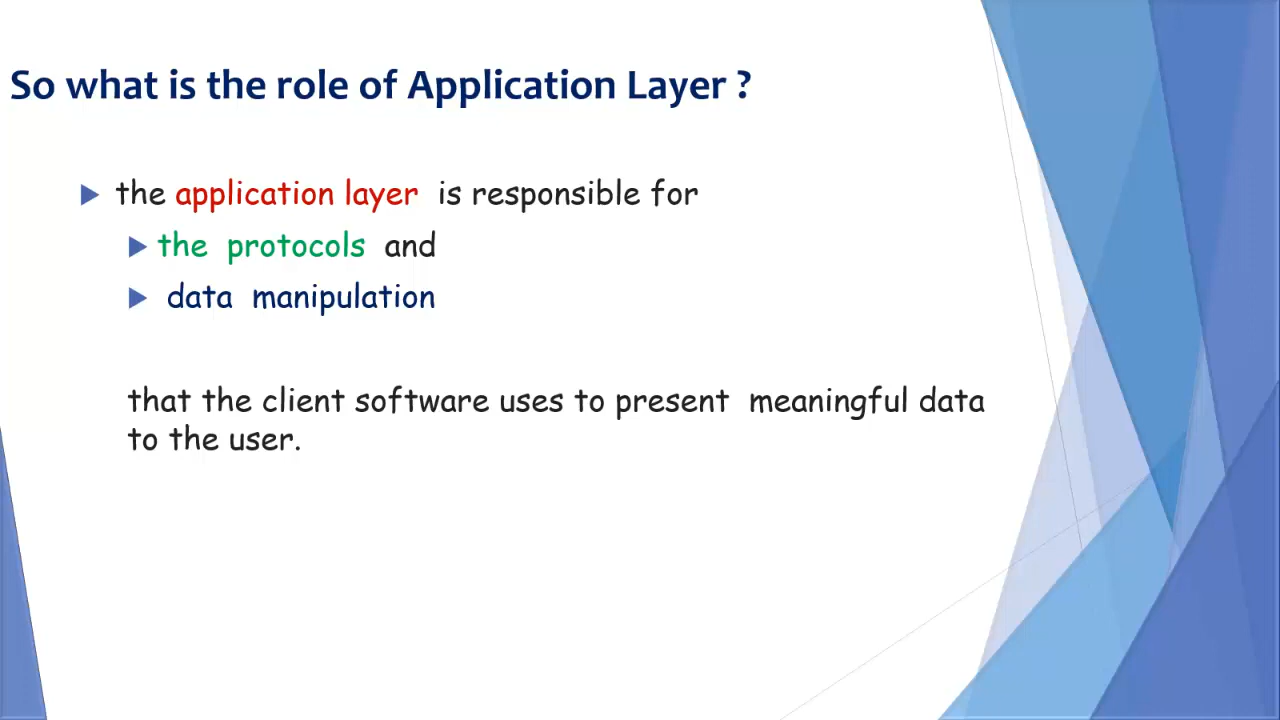 So what is the role of Application Layer ?
the application layer is responsible for
the protocols and
data manipulation
that the client software uses to present meaningful data
to the user.